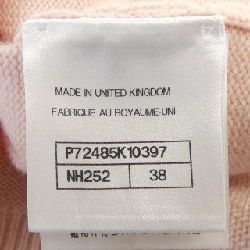 MADE IN UNITED KINGDOM
FABRIQUE AU ROYAUME-UNI
P72485K10397
NH252 38